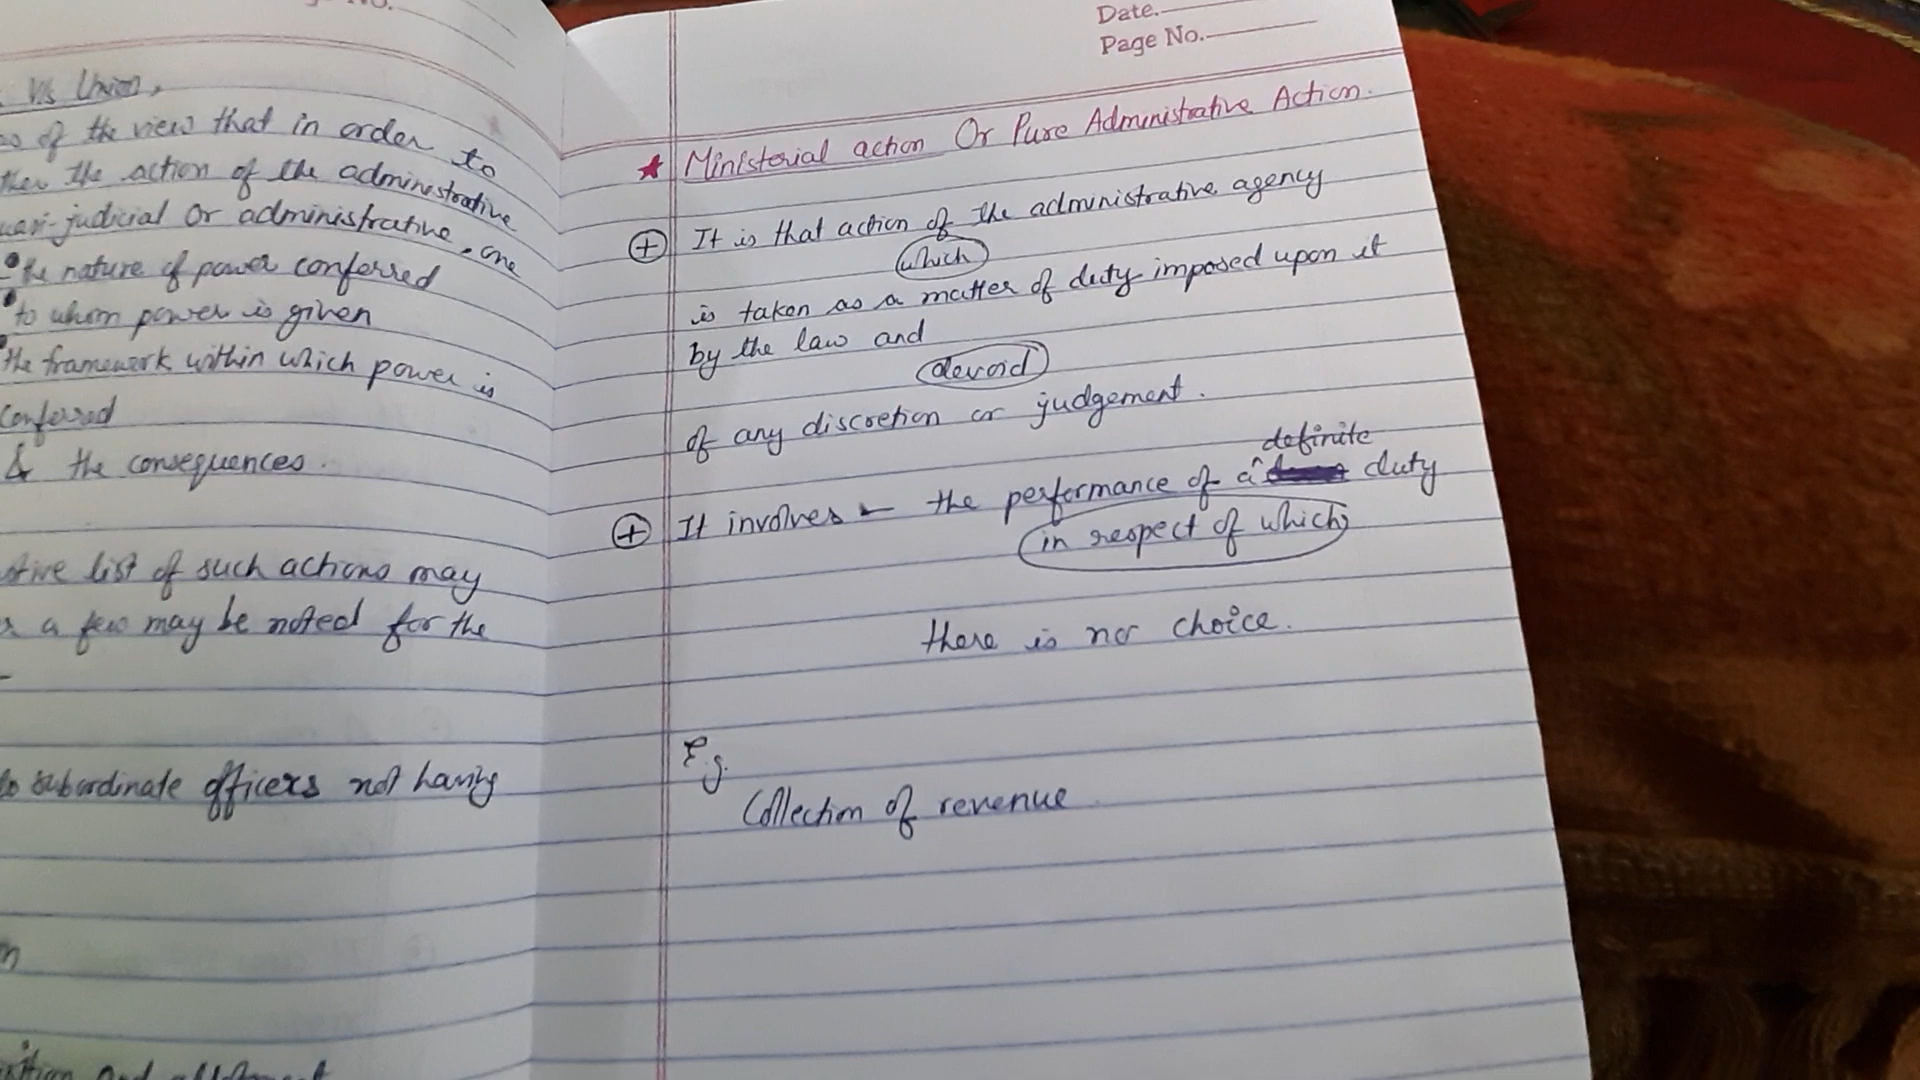 Vs Union,
of the view that in order to
the action of the administrative
judicial or administrative, one
the nature of power conferred
to whom power is given
the framework within which power is
conferred
& the consequences.
list of such actions may
a few may be noted for the
subordinate officers not having
and
Date.
Page No.
★ Ministerial action Or Pure Administrative Action.
+ It is that action of the administrative agency
which
is taken as a matter of duty imposed upon it
by the law and
devoid
of any discretion or judgement.
definite
+ It involves - the performance of a duty
in respect of which
there is no choice.
E.g.
Collection of revenue